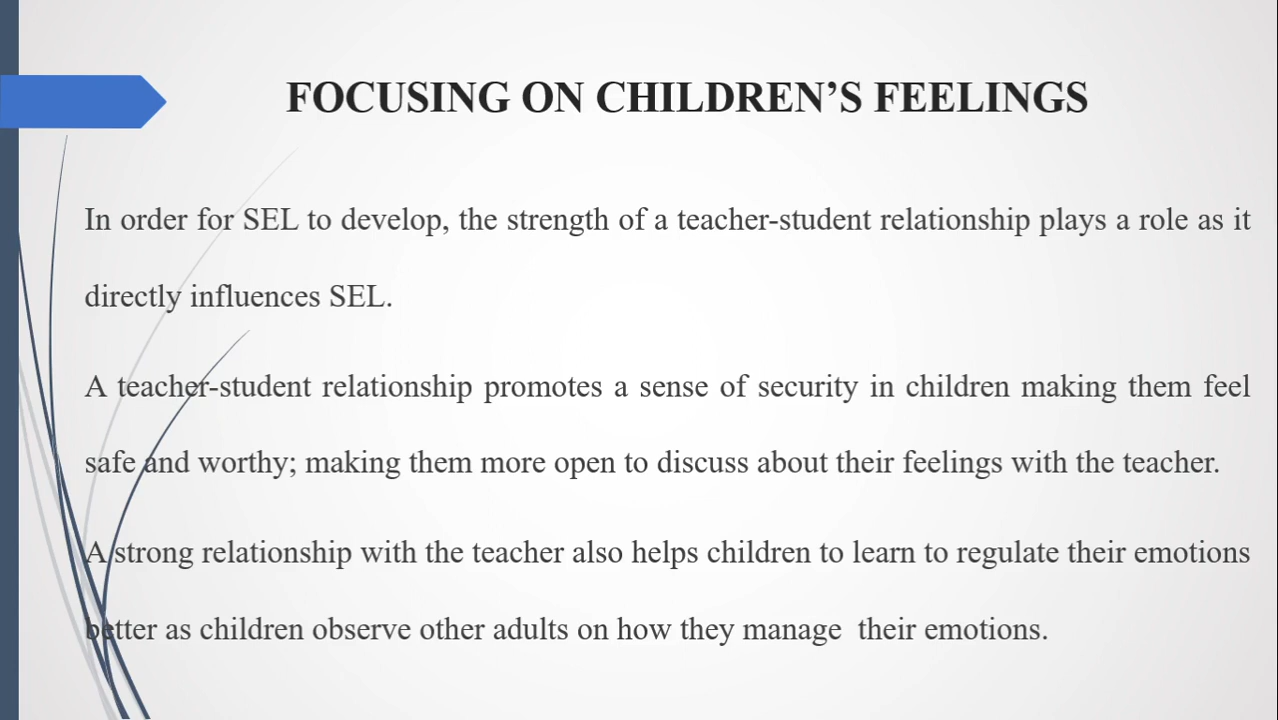 FOCUSING ON CHILDREN’S FEELINGS
In order for SEL to develop, the strength of a teacher-student relationship plays a role as it
directly influences SEL.
A teacher-student relationship promotes a sense of security in children making them feel
safe and worthy; making them more open to discuss about their feelings with the teacher.
A strong relationship with the teacher also helps children to learn to regulate their emotions
better as children observe other adults on how they manage  their emotions.